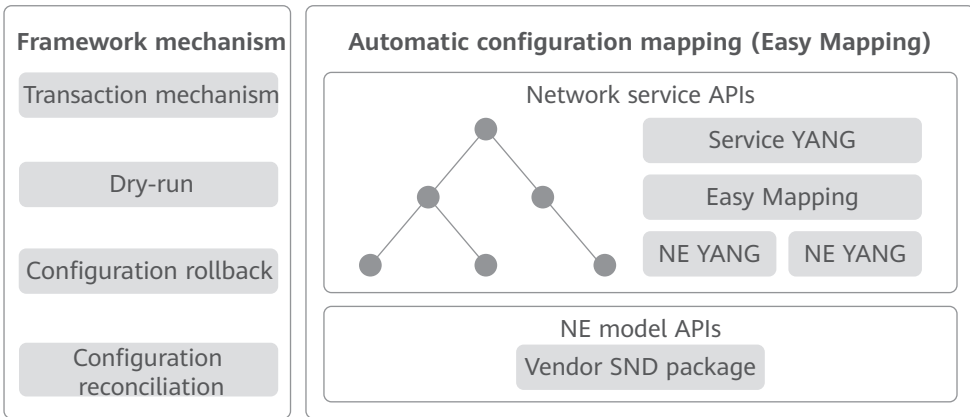 Framework mechanism
Transaction mechanism
Dry-run
Configuration rollback
Configuration
reconciliation
Automatic configuration mapping (Easy Mapping)
Network service APIs
Service YANG
Easy Mapping
NE YANG
NE YANG
NE model APIs
Vendor SND package